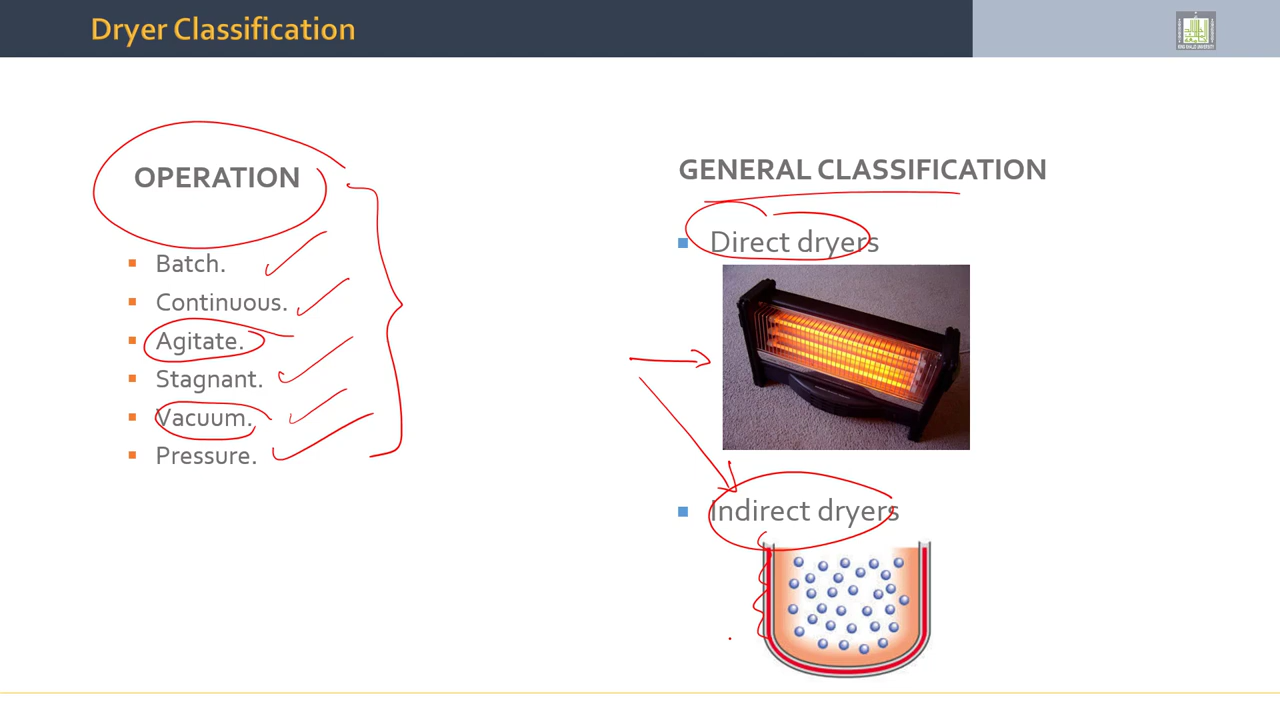 Dryer Classification
OPERATION
Batch.
Continuous.
Agitate.
Stagnant.
Vacuum.
Pressure.
GENERAL CLASSIFICATION
Direct dryers
Indirect dryers